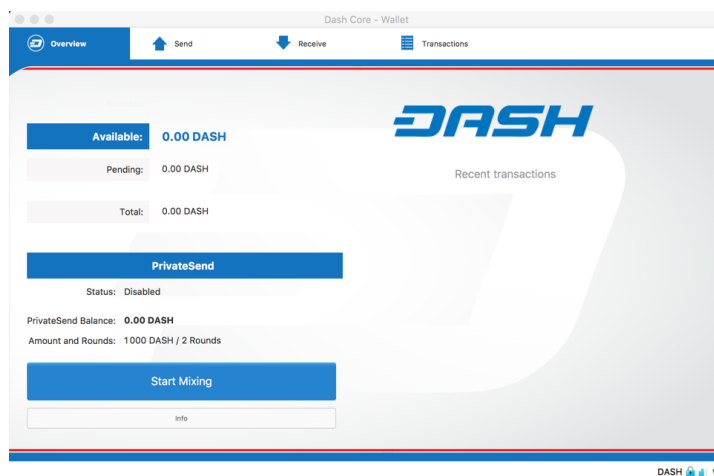 Dash Core – Wallet
Overview Send Receive Transactions
DASH
Available: 0.00 DASH
Pending: 0.00 DASH
Recent transactions
Total: 0.00 DASH
PrivateSend
Status: Disabled
PrivateSend Balance: 0.00 DASH
Amount and Rounds: 1000 DASH / 2 Rounds
Start Mixing
Info
DASH